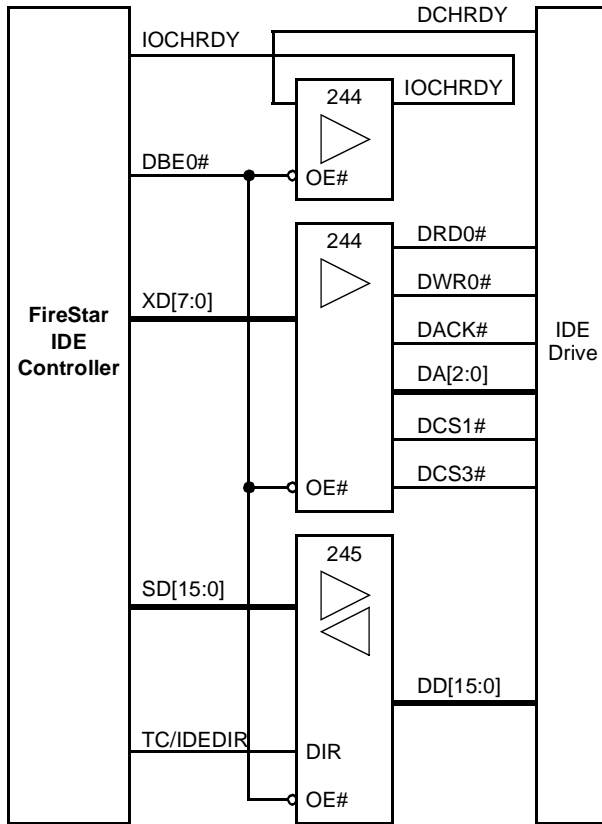 DCHRDY
IOCHRDY
244
IOCHRDY
OE#
DBE0#
244
DRD0#
DWR0#
XD[7:0]
FireStar
IDE
Controller
DACK#
IDE
Drive
DA[2:0]
DCS1#
DCS3#
OE#
245
SD[15:0]
DD[15:0]
TC/IDEDIR
DIR
OE#